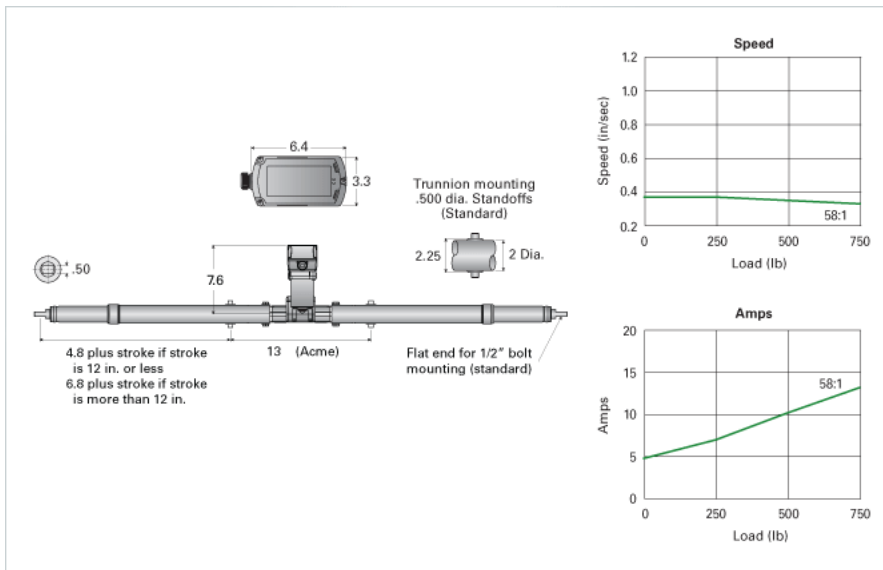 6.4
3.3
Trunnion mounting
.500 dia. Standoffs
(Standard)
2.25
2 Dia.
.50
7.6
4.8 plus stroke if stroke
is 12 in. or less
6.8 plus stroke if stroke
is more than 12 in.
13 (Acme)
Flat end for 1/2" bolt
mounting (standard)
Speed
Speed (in/sec)
1.2
1.0
0.8
0.6
0.4
0.2
58:1
0 250 500 750
Load (lb)
Amps
Amps
20
15
10
5
0
58:1
0 250 500 750
Load (lb)